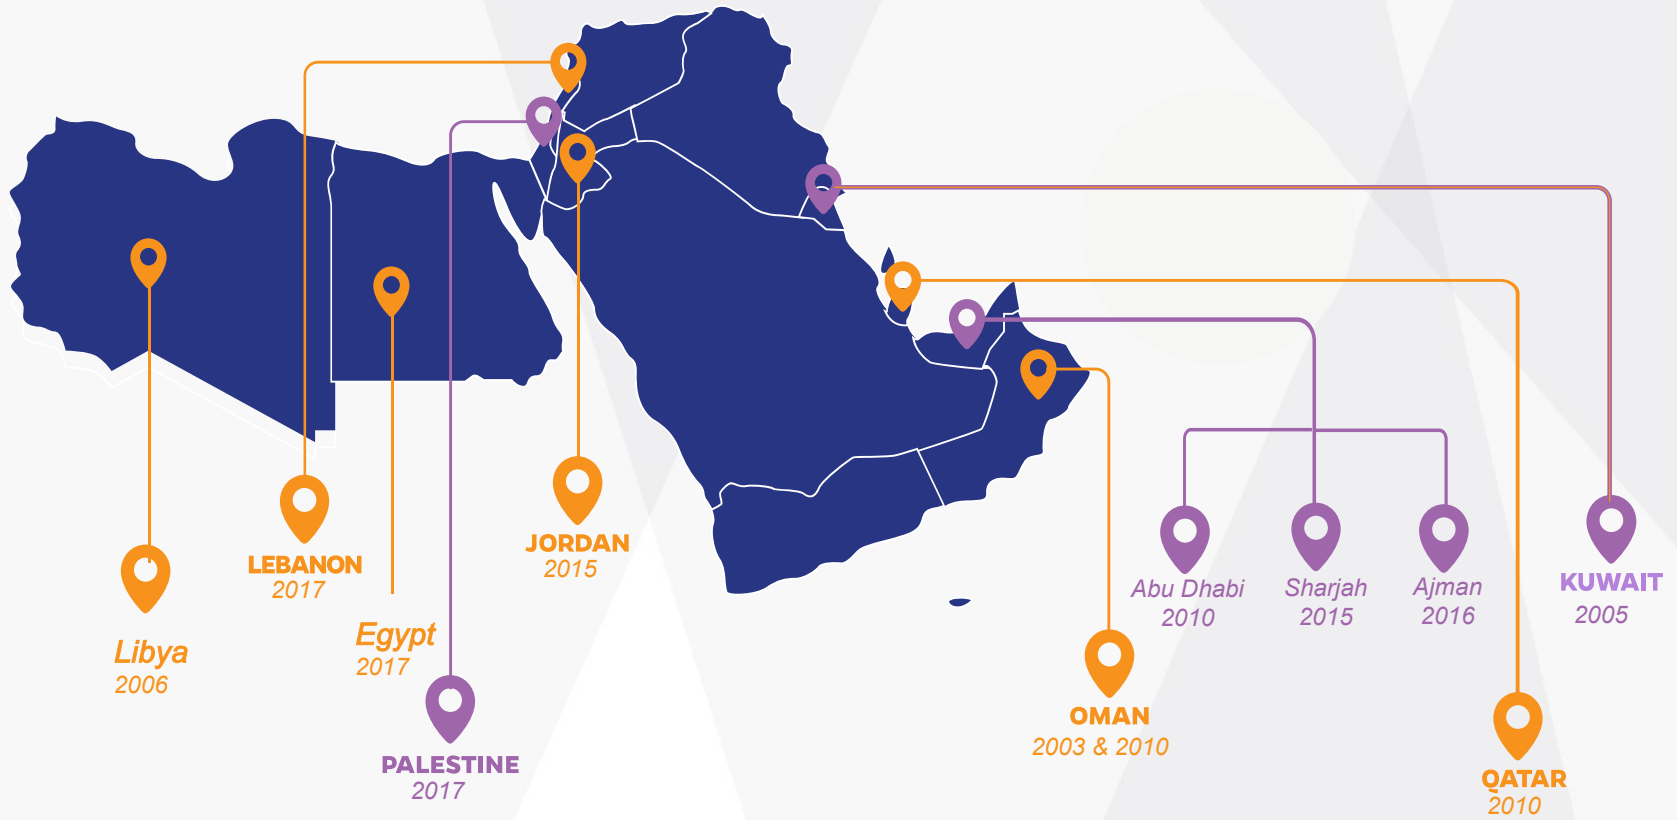 LEBANON
2017
JORDAN
2015
Libya
2006
Egypt
2017
PALESTINE
2017
Abu Dhabi
2010
Sharjah
2015
Ajman
2016
KUWAIT
2005
OMAN
2003 & 2010
QATAR
2010